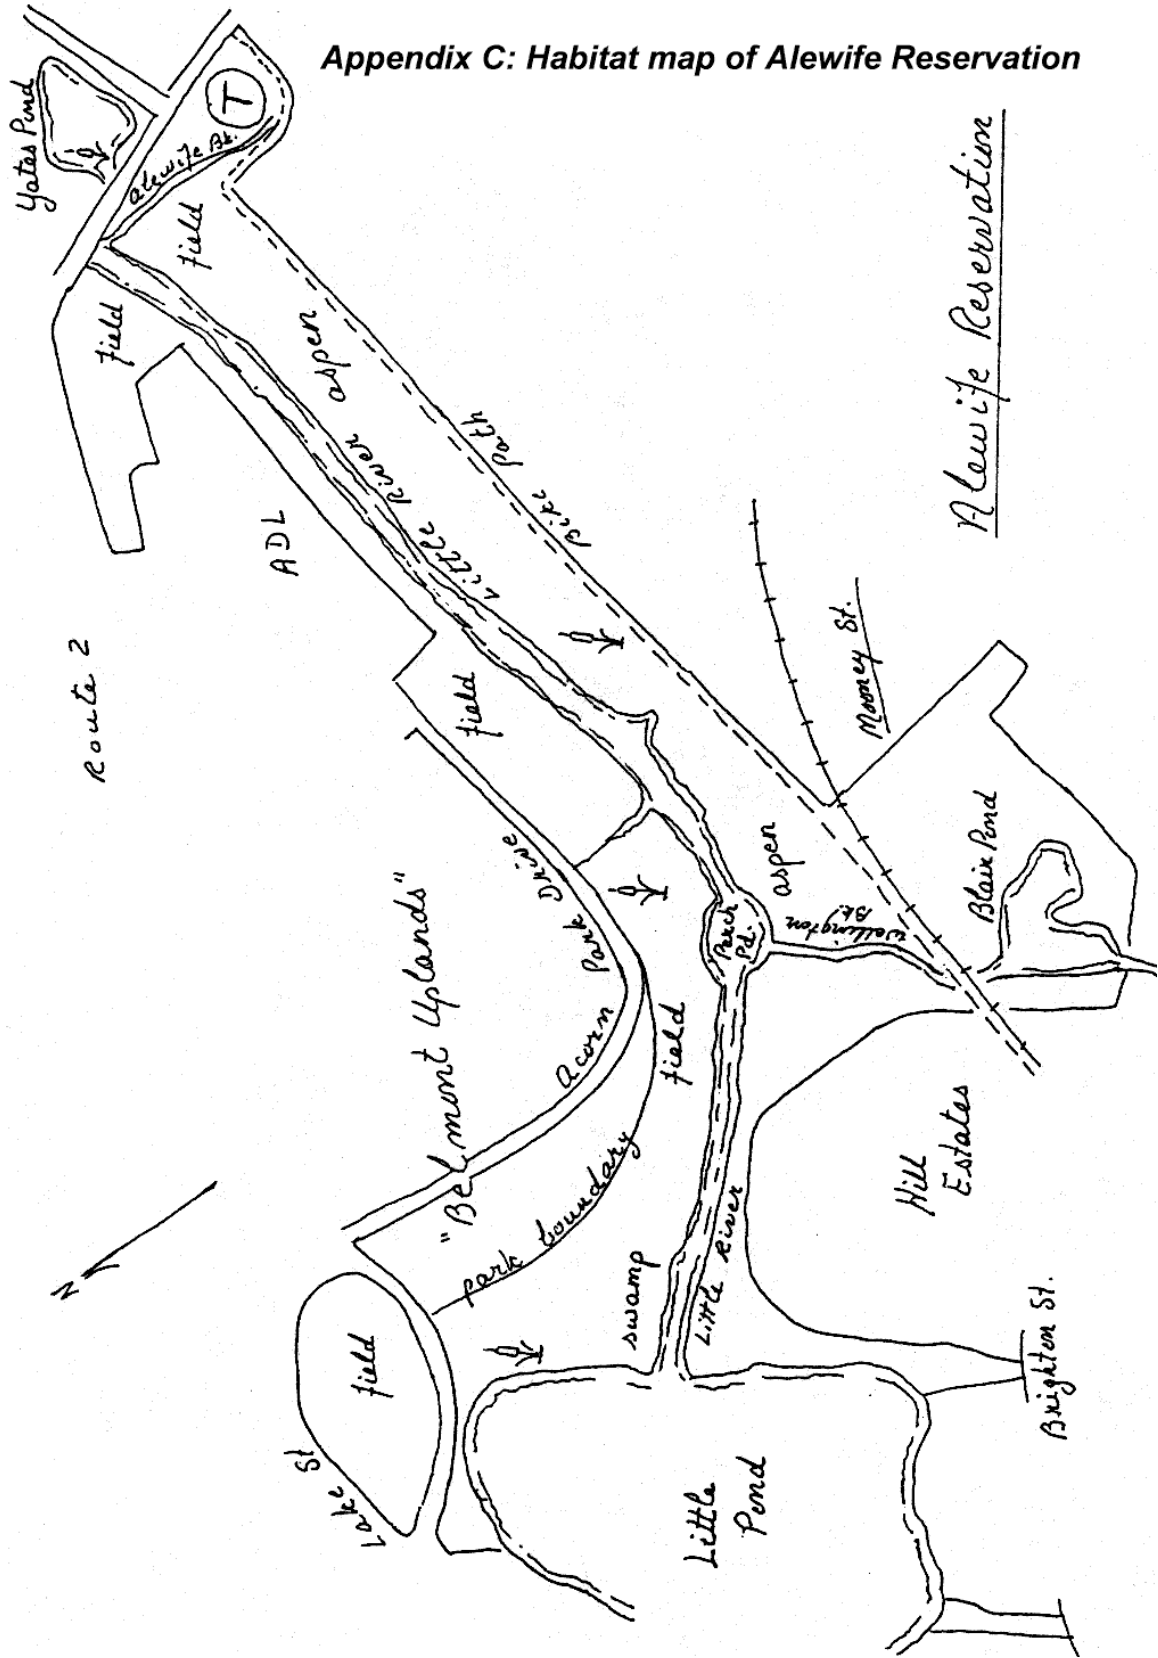 Appendix C: Habitat map of Alewife Reservation
Yates Pond
T
Alewife Bk.
Field
Field
aspen
Little River
Bike Path
ADL
Route 2
Alewife Reservation
Field
Mooney St.
"Belmont Uplands"
Acorn Park Drive
aspen
Blair Pond
Perch
Pd.
Wellington
Bk.
Field
park boundary
Hill
Estates
N
swamp
Little River
Field
Lake St
Brighton St.
Little
Pond